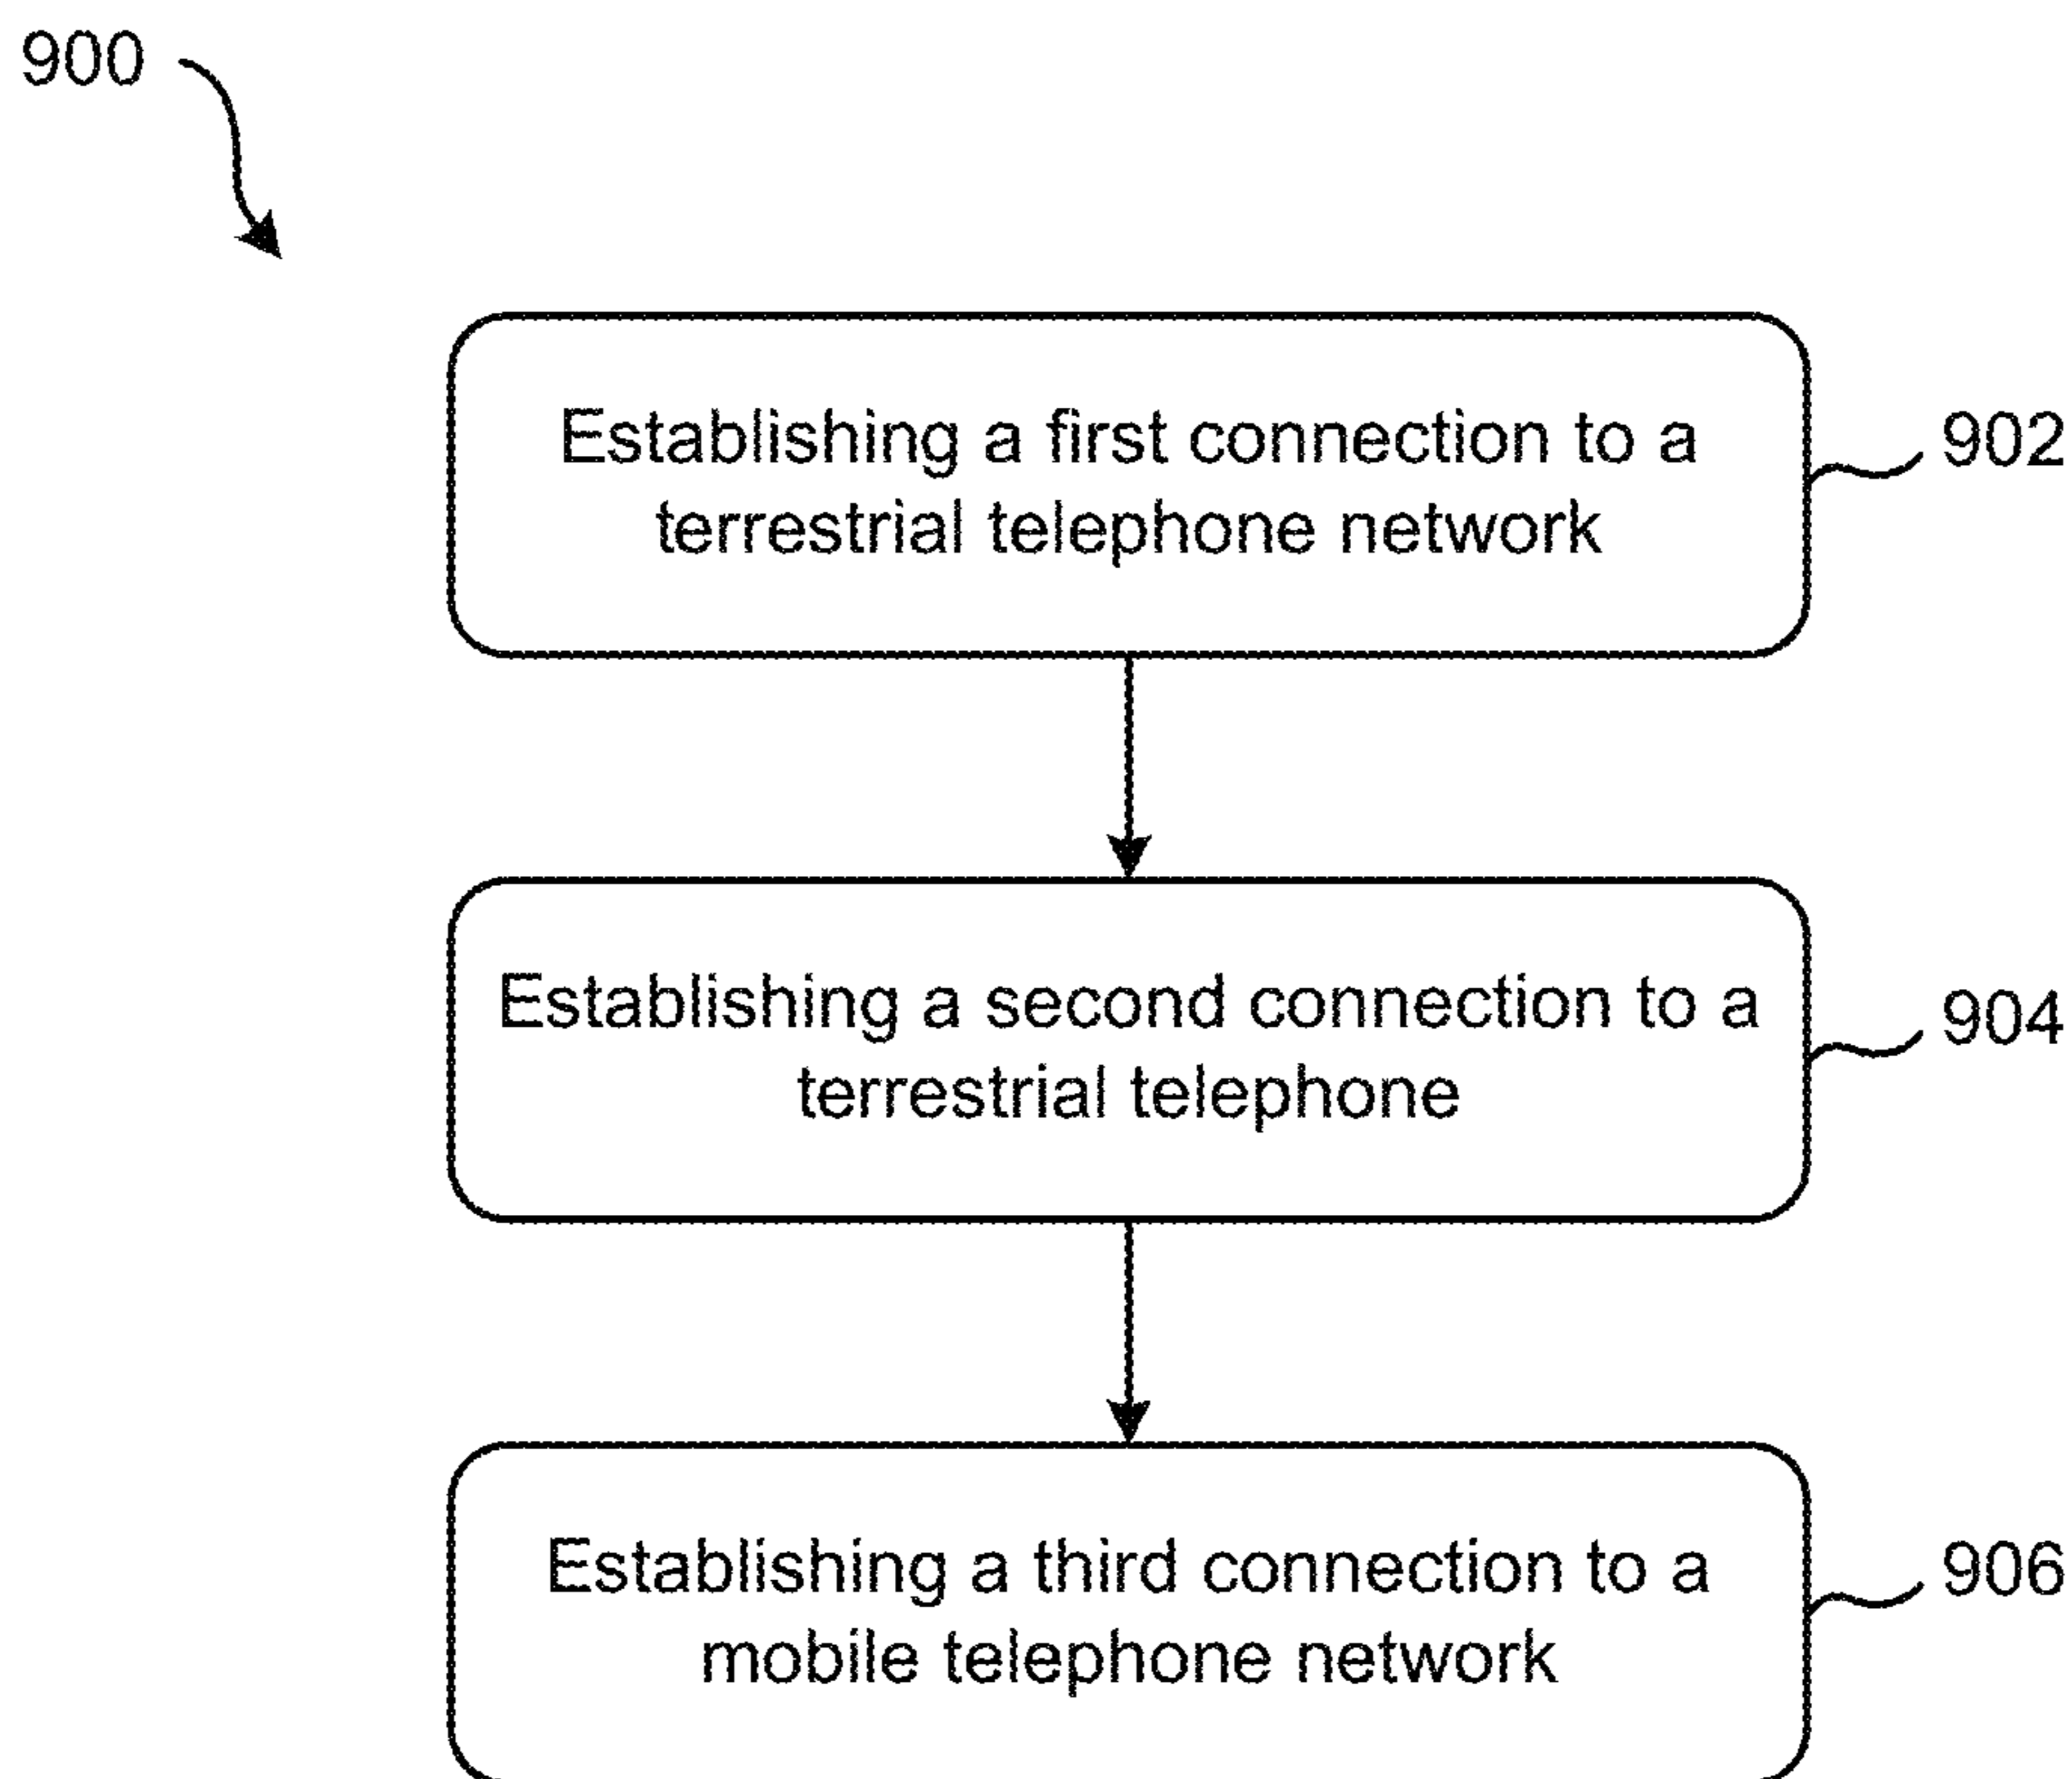 900
Establishing a first connection to a
terrestrial telephone network
902
Establishing a second connection to a
terrestrial telephone
904
Establishing a third connection to a
mobile telephone network
906